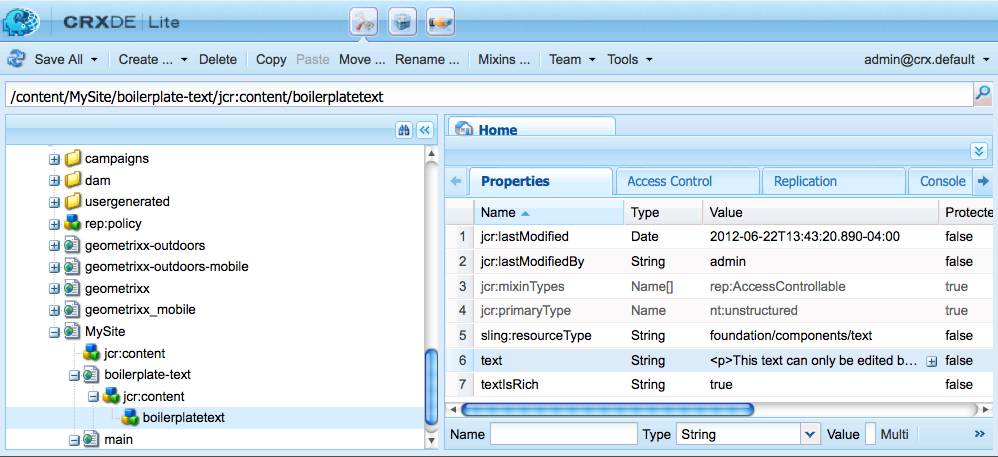 CRXDE | Lite
Save All Create ... Delete Copy Paste Move ... Rename ... Mixins ... Team Tools admin@crx.default
/content/MySite/boilerplate-text/jcr:content/boilerplatetext
campaigns
dam
usergenerated
rep:policy
geometrixx-outdoors
geometrixx-outdoors-mobile
geometrixx
geometrixx_mobile
MySite
jcr:content
boilerplate-text
jcr:content
boilerplatetext
main
Home
Properties Access Control Replication Console
Name Type Value Protecte
1 jcr:lastModified Date 2012-06-22T13:43:20.890-04:00 false
2 jcr:lastModifiedBy String admin false
3 jcr:mixinTypes Name[] rep:AccessControllable true
4 jcr:primaryType Name nt:unstructured true
5 sling:resourceType String foundation/components/text false
6 text String <p>This text can only be edited b... false
7 textIsRich String true false
Name Type String Value Multi